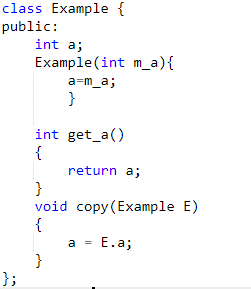 class Example {
public:
    int a;
    Example(int m_a){
        a=m_a;
        }

    int get_a()
    {
        return a;
    }
    void copy(Example E)
    {
        a = E.a;
    }
};